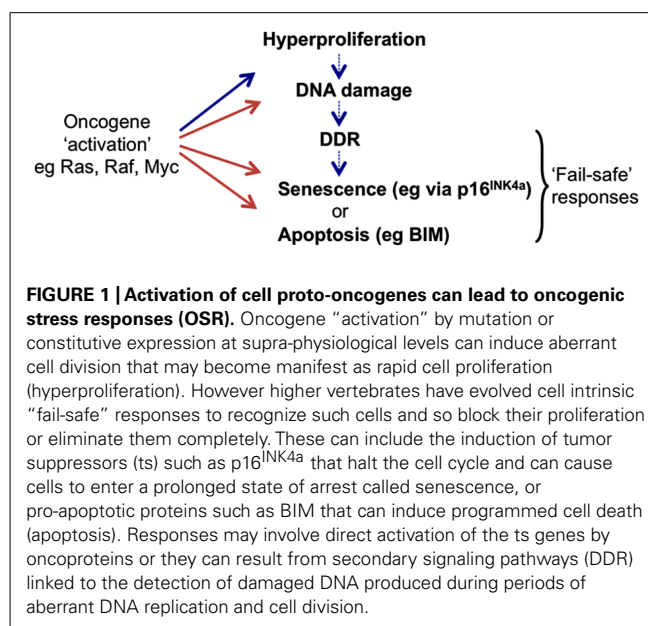 Hyperproliferation
DNA damage
Oncogene
‘activation’
eg Ras, Raf, Myc
DDR
Senescence (eg via p16INK4a)
or
Apoptosis (eg BIM)
‘Fail-safe’
responses
FIGURE 1 | Activation of cell proto-oncogenes can lead to oncogenic
stress responses (OSR). Oncogene “activation” by mutation or
constitutive expression at supra-physiological levels can induce aberrant
cell division that may become manifest as rapid cell proliferation
(hyperproliferation). However higher vertebrates have evolved cell intrinsic
“fail-safe” responses to recognize such cells and so block their proliferation
or eliminate them completely. These can include the induction of tumor
suppressors (ts) such as p16INK4a that halt the cell cycle and can cause
cells to enter a prolonged state of arrest called senescence, or
pro-apoptotic proteins such as BIM that can induce programmed cell death
(apoptosis). Responses may involve direct activation of the ts genes by
oncoproteins or they can result from secondary signaling pathways (DDR)
linked to the detection of damaged DNA produced during periods of
aberrant DNA replication and cell division.